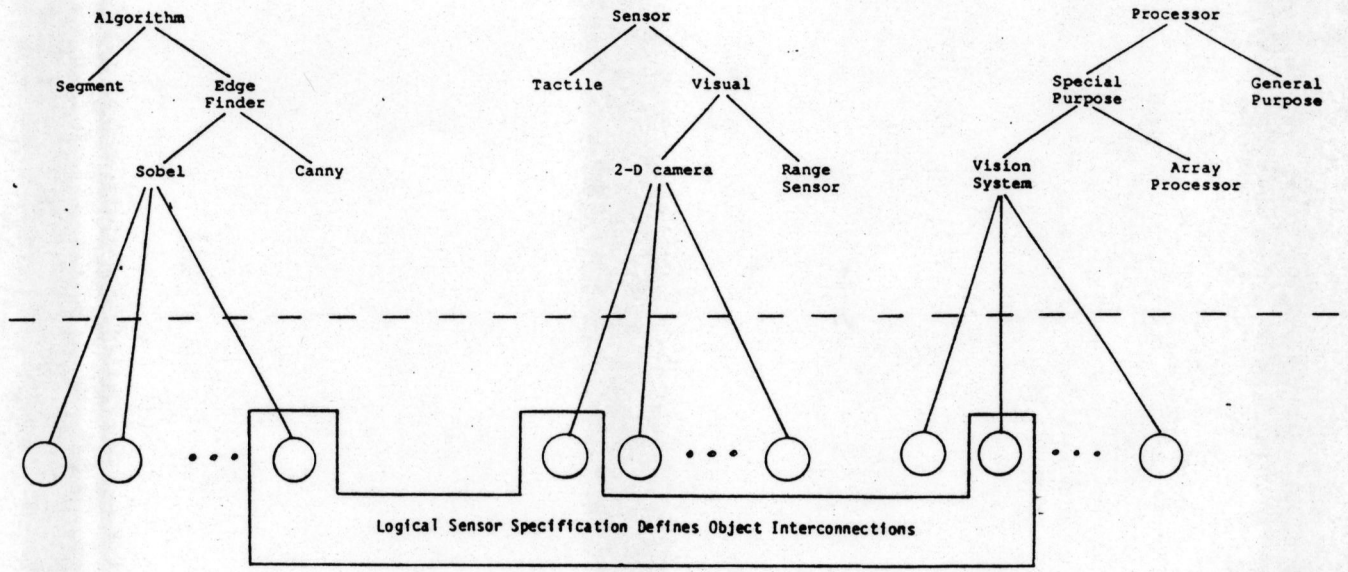 Algorithm
Sensor
Processor
Segment
Edge
Finder
Tactile
Visual
Special
Purpose
General
Purpose
Sobel
Canny
2-D camera
Range
Sensor
Vision
System
Array
Processor
Logical Sensor Specification Defines Object Interconnections